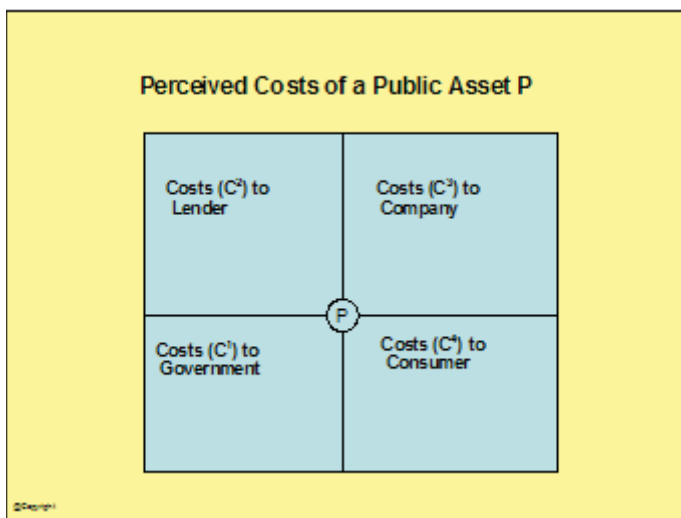 Perceived Costs of a Public Asset P
Costs (C²) to
Lender
Costs (C³) to
Company
P
Costs (C¹) to
Government
Costs (C⁴) to
Consumer
©Copyright